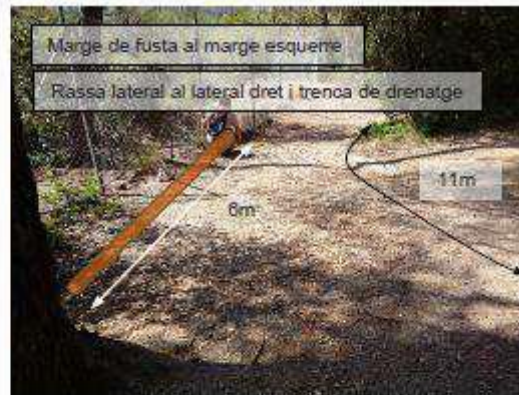 Marge de fusta al marge esquerre
Rassa lateral al lateral dret i trenca de drenatge
11m
6m